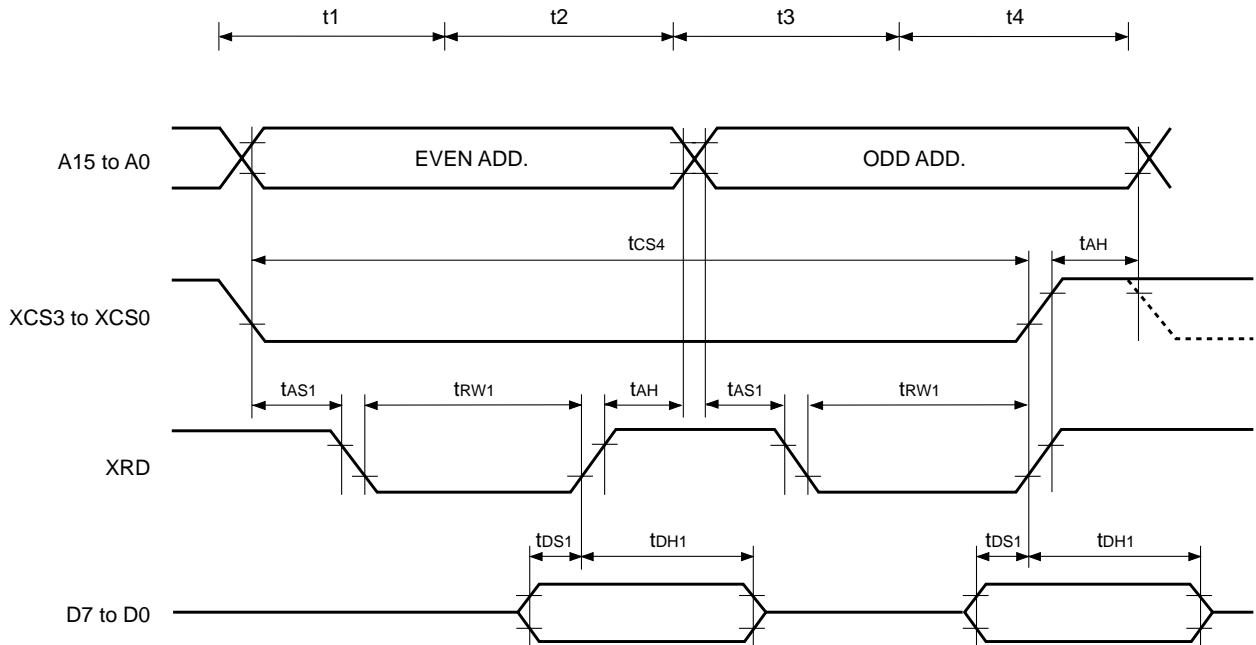 t1 t2 t3 t4
A15 to A0 EVEN ADD. ODD ADD.
tCS4 tAH
XCS3 to XCS0
tAS1 tRW1 tAH tAS1 tRW1
XRD
tDS1 tDH1 tDS1 tDH1
D7 to D0